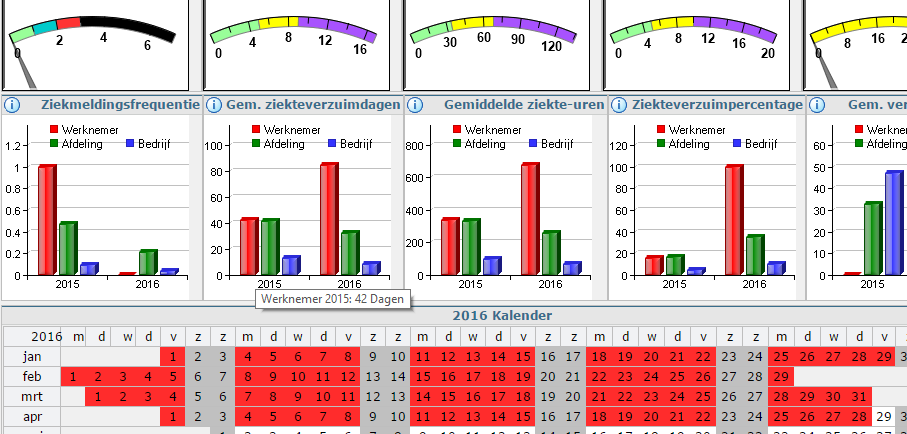 0 2 4 6
0 4 8 12 16
0 30 60 90 120
0 4 8 12 16 20
0 8 16
i Ziekmeldingsfrequentie
i Gem. ziekteverzuimdagen
i Gemiddelde ziekte-uren
i Ziekteverzuimpercentage
i Gem.
Werknemer
Afdeling Bedrijf
1.2
1
0.8
0.6
0.4
0.2
0
2015 2016
Werknemer
Afdeling Bedrijf
100
80
60
40
20
0
2015 2016
Werknemer
Afdeling Bedrijf
800
600
400
200
0
2015 2016
Werknemer
Afdeling Bedrijf
120
100
80
60
40
20
0
2015 2016
Werknemer
Afdeling
60
50
40
30
20
10
0
2015
Werknemer 2015: 42 Dagen
2016 Kalender
2016 m d w d v z z m d w d v z z m d w d v z z m d w d v z z m d w d v z
jan 1 2 3 4 5 6 7 8 9 10 11 12 13 14 15 16 17 18 19 20 21 22 23 24 25 26 27 28 29
feb 1 2 3 4 5 6 7 8 9 10 11 12 13 14 15 16 17 18 19 20 21 22 23 24 25 26 27 28 29
mrt 1 2 3 4 5 6 7 8 9 10 11 12 13 14 15 16 17 18 19 20 21 22 23 24 25 26 27 28 29 30 31
apr 1 2 3 4 5 6 7 8 9 10 11 12 13 14 15 16 17 18 19 20 21 22 23 24 25 26 27 28 29